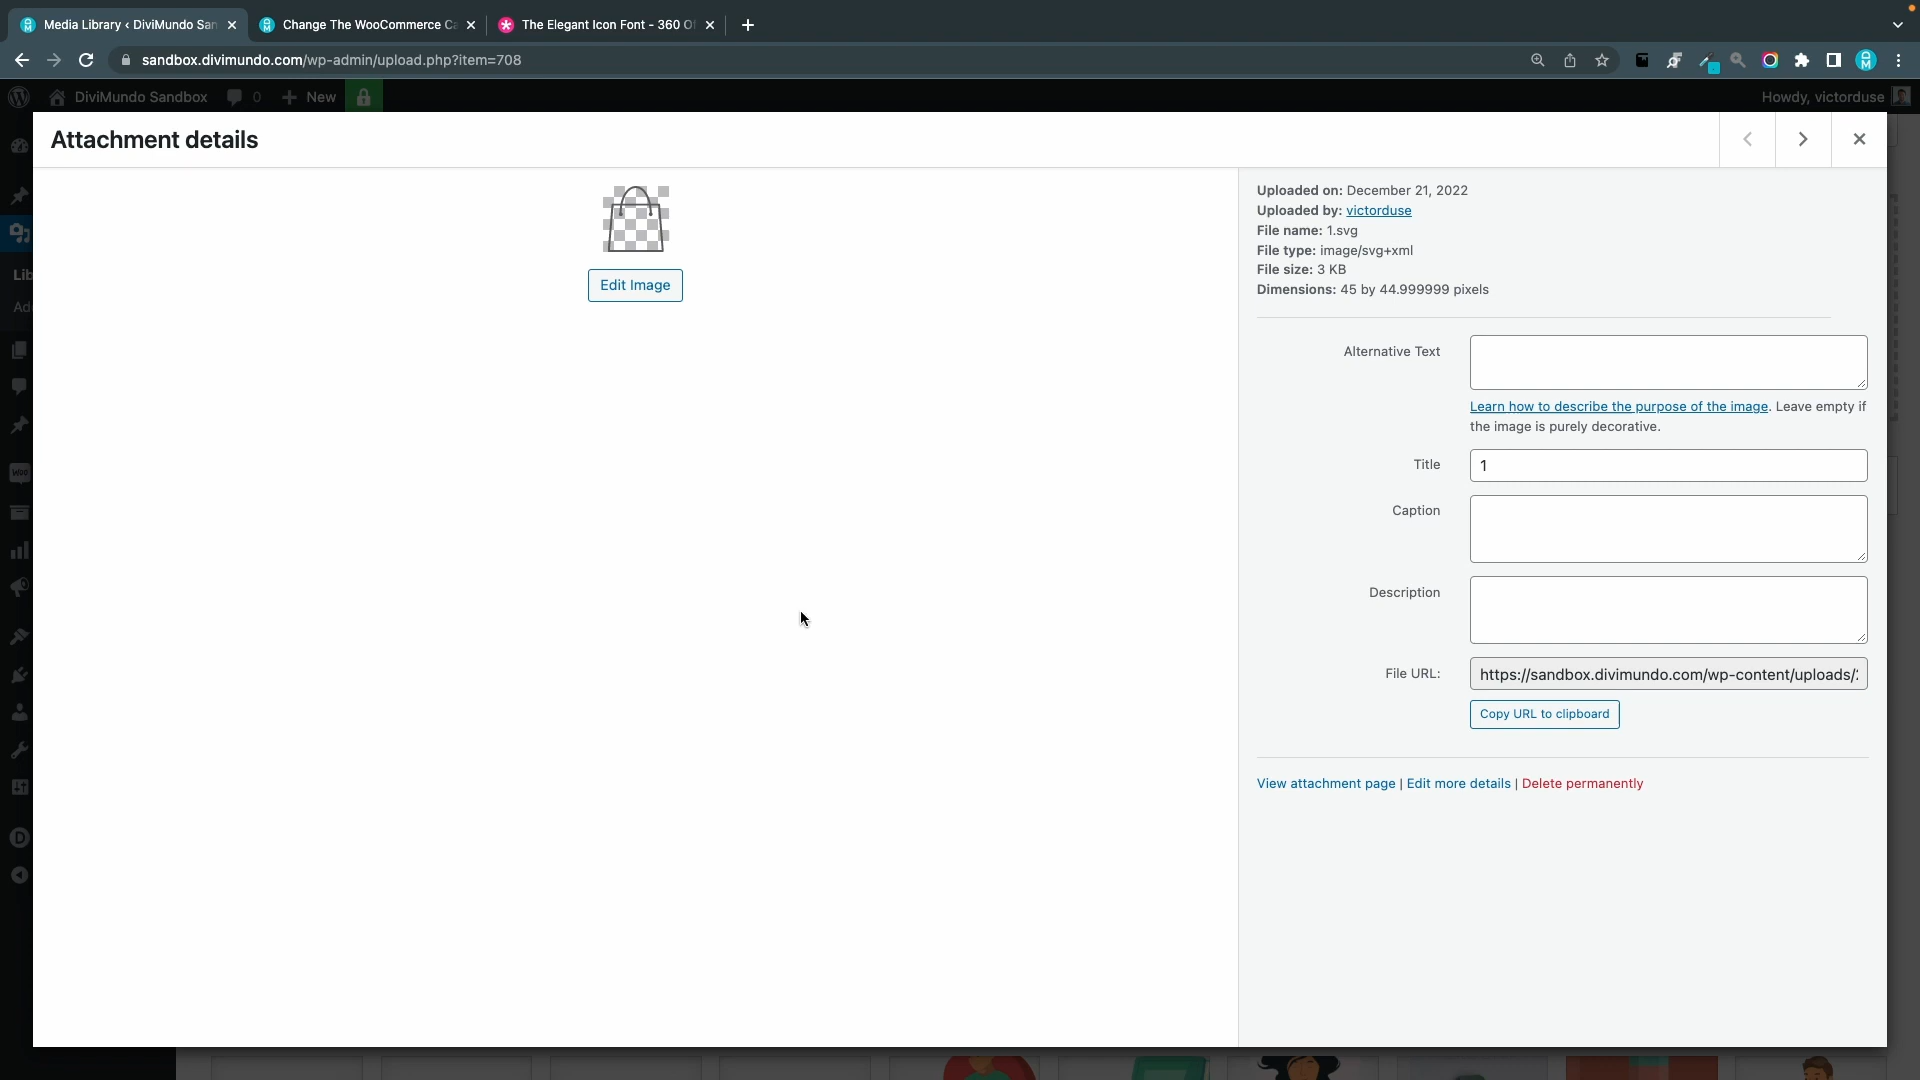 Media Library ‹ DiviMundo San
Change The WooCommerce Ca
The Elegant Icon Font - 360 Of
sandbox.divimundo.com/wp-admin/upload.php?item=708
DiviMundo Sandbox
0
New
Howdy, victorduse
Attachment details
Lib
Ad
Edit Image
Uploaded on: December 21, 2022
Uploaded by: victorduse
File name: 1.svg
File type: image/svg+xml
File size: 3 KB
Dimensions: 45 by 44.999999 pixels
Alternative Text
Learn how to describe the purpose of the image. Leave empty if
the image is purely decorative.
Title
1
Caption
Description
File URL:
https://sandbox.divimundo.com/wp-content/uploads/
Copy URL to clipboard
View attachment page | Edit more details | Delete permanently